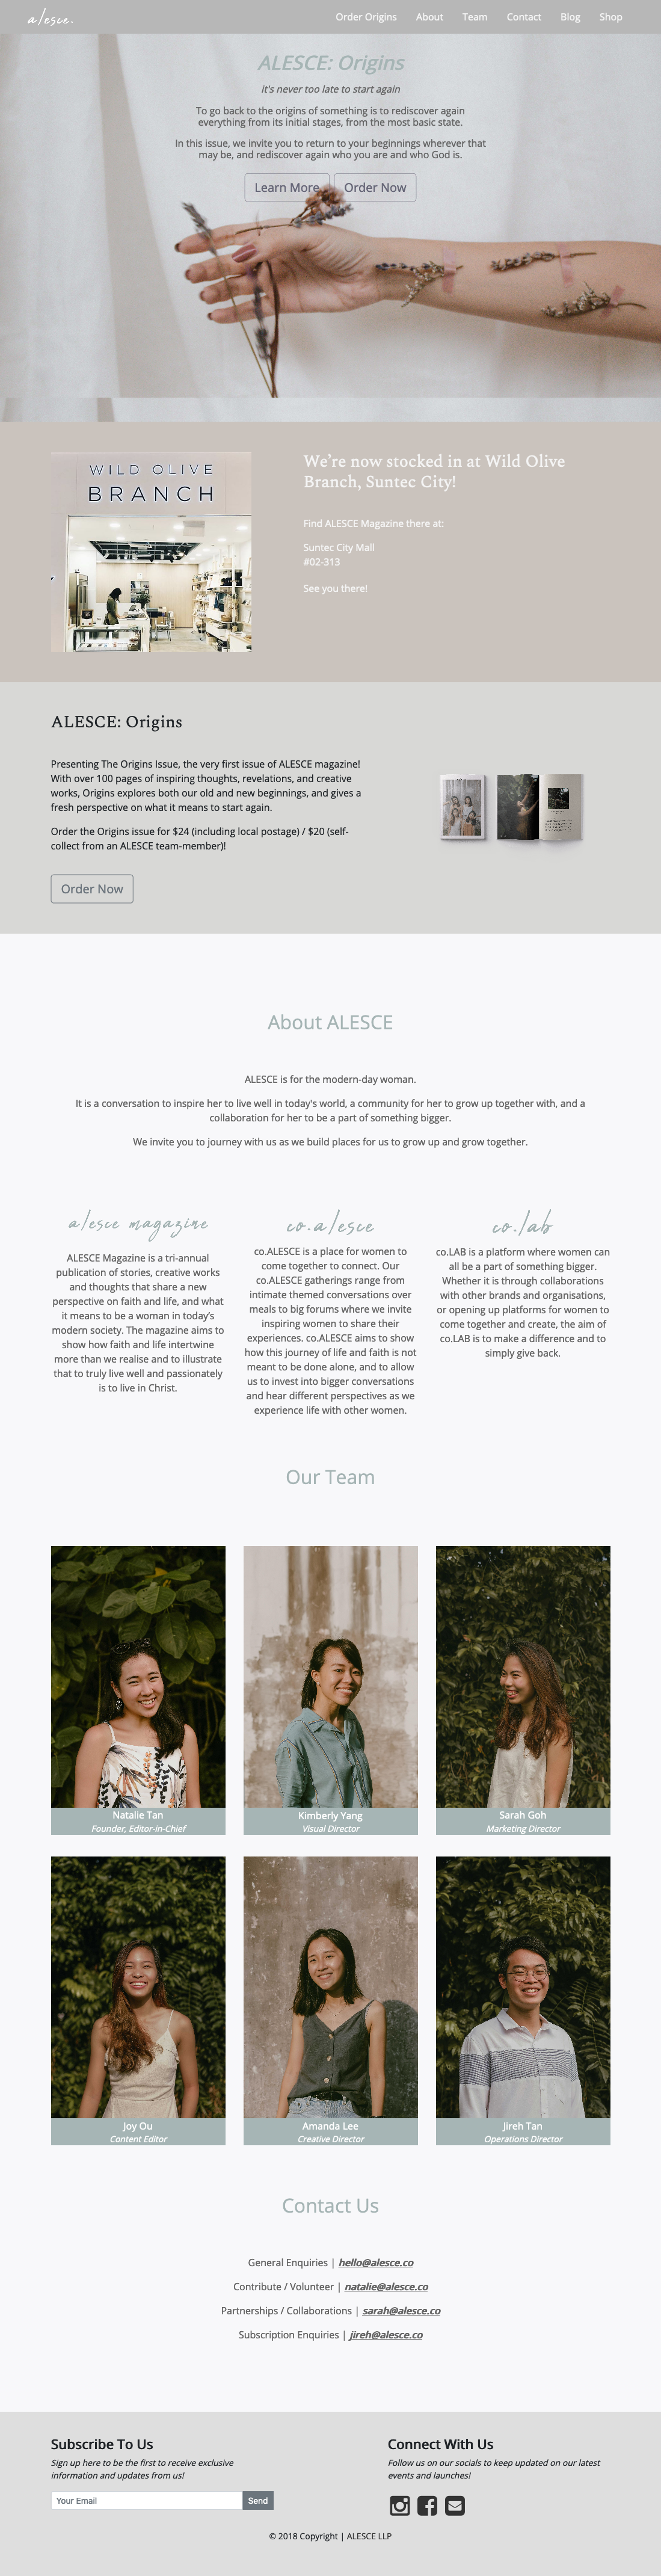 alesce.
Order Origins About Team Contact Blog Shop
ALESCE: Origins
it's never too late to start again
To go back to the origins of something is to rediscover again
everything from its initial stages, from the most basic state.
In this issue, we invite you to return to your beginnings wherever that
may be, and rediscover again who you are and who God is.
Learn More Order Now
WILD OLIVE
BRANCH
We're now stocked in at Wild Olive
Branch, Suntec City!
Find ALESCE Magazine there at:
Suntec City Mall
#02-313
See you there!
ALESCE: Origins
Presenting The Origins Issue, the very first issue of ALESCE magazine!
With over 100 pages of inspiring thoughts, revelations, and creative
works, Origins explores both our old and new beginnings, and gives a
fresh perspective on what it means to start again.
Order the Origins issue for $24 (including local postage) / $20 (self-
collect from an ALESCE team-member)!
Order Now
About ALESCE
ALESCE is for the modern-day woman.
It is a conversation to inspire her to live well in today's world, a community for her to grow up together with, and a
collaboration for her to be a part of something bigger.
We invite you to journey with us as we build places for us to grow up and grow together.
alesce magazine
ALESCE Magazine is a tri-annual
publication of stories, creative works
and thoughts that share a new
perspective on faith and life, and what
it means to be a woman in today's
modern society. The magazine aims to
show how faith and life intertwine
more than we realise and to illustrate
that to truly live well and passionately
is to live in Christ.
co.alesce
co.ALESCE is a place for women to
come together to connect. Our
co.ALESCE gatherings range from
intimate themed conversations over
meals to big forums where we invite
inspiring women to share their
experiences. co.ALESCE aims to show
how this journey of life and faith is not
meant to be done alone, and to allow
us to invest into bigger conversations
and hear different perspectives as we
experience life with other women.
co.lab
co.LAB is a platform where women can
all be a part of something bigger.
Whether it is through collaborations
with other brands and organisations,
or opening up platforms for women to
come together and create, the aim of
co.LAB is to make a difference and to
simply give back.
Our Team
Natalie Tan
Founder, Editor-in-Chief
Kimberly Yang
Visual Director
Sarah Goh
Marketing Director
Joy Ou
Content Editor
Amanda Lee
Creative Director
Jireh Tan
Operations Director
Contact Us
General Enquiries | hello@alesce.co
Contribute / Volunteer | natalie@alesce.co
Partnerships / Collaborations | sarah@alesce.co
Subscription Enquiries | jireh@alesce.co
Subscribe To Us
Sign up here to be the first to receive exclusive
information and updates from us!
Your Email Send
Connect With Us
Follow us on our socials to keep updated on our latest
events and launches!
© 2018 Copyright | ALESCE LLP